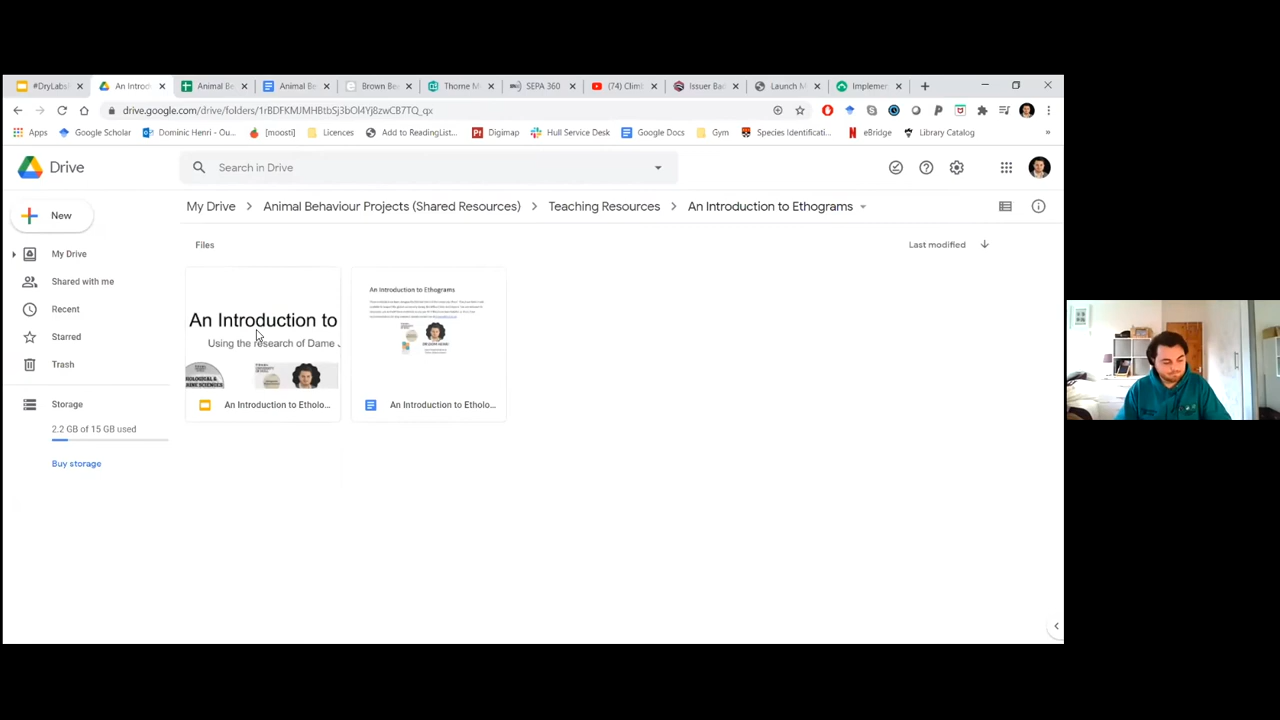 #DryLabs
An Introd
Animal Be
Animal Be
Brown Be
Thorne M
SEPA 360
(74) Climb
Issuer Bad
Launch M
Implemen
drive.google.com/drive/folders/1rBDFKMJMHBtbSj3bOl4Yj8zwCB7TQ_qx
Apps
Google Scholar
Dominic Henri - Ou...
[moosti]
Licences
Add to ReadingList...
Digimap
Hull Service Desk
Google Docs
Gym
Species Identificati...
eBridge
Library Catalog
»
Drive
Search in Drive
New
My Drive
Animal Behaviour Projects (Shared Resources)
Teaching Resources
An Introduction to Ethograms
My Drive
Shared with me
Recent
Starred
Trash
Storage
2.2 GB of 15 GB used
Buy storage
Files
Last modified
An Introduction to
Using the research of Dame
An Introduction to Etholo...
An Introduction to Ethograms
An Introduction to Etholo...